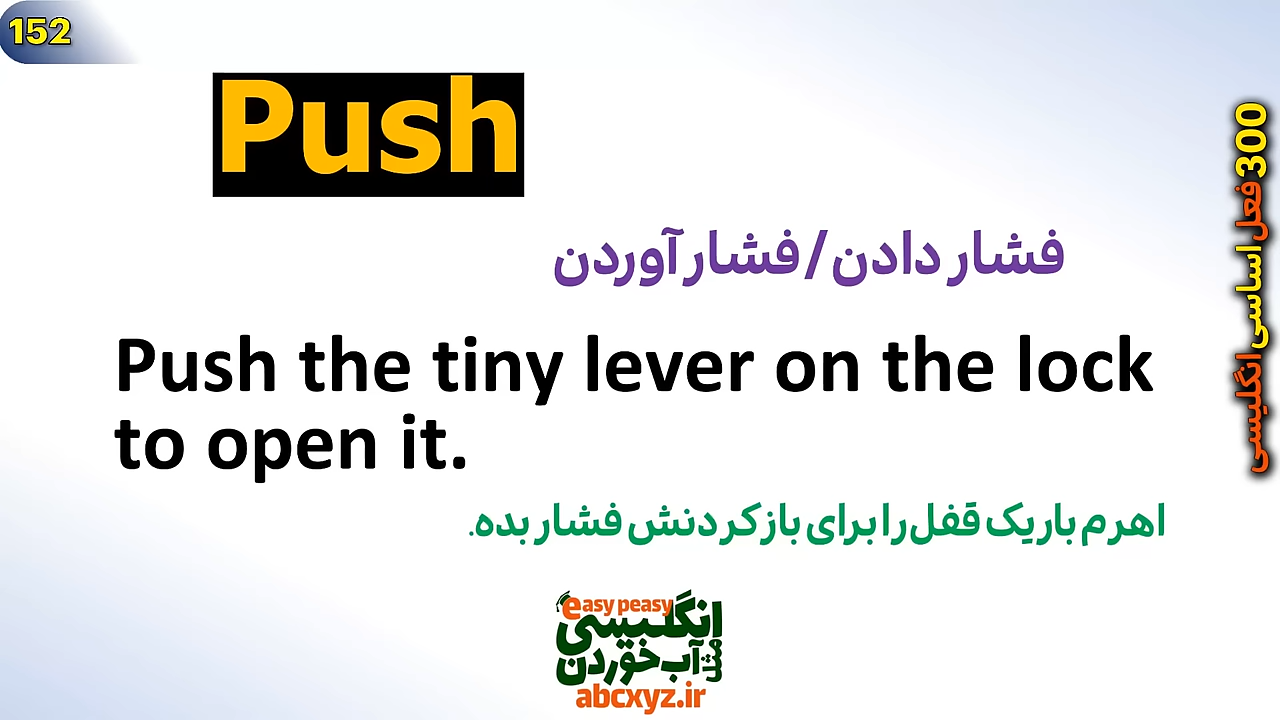 152
Push
فشار دادن / فشار آوردن
Push the tiny lever on the lock
to open it.
اهرم باریک قفل را برای باز کردنش فشار بده.
300 فعل اساسی انگلیسی
easy peasy
انگلیسی
مثل آب خوردن
abcxyz.ir